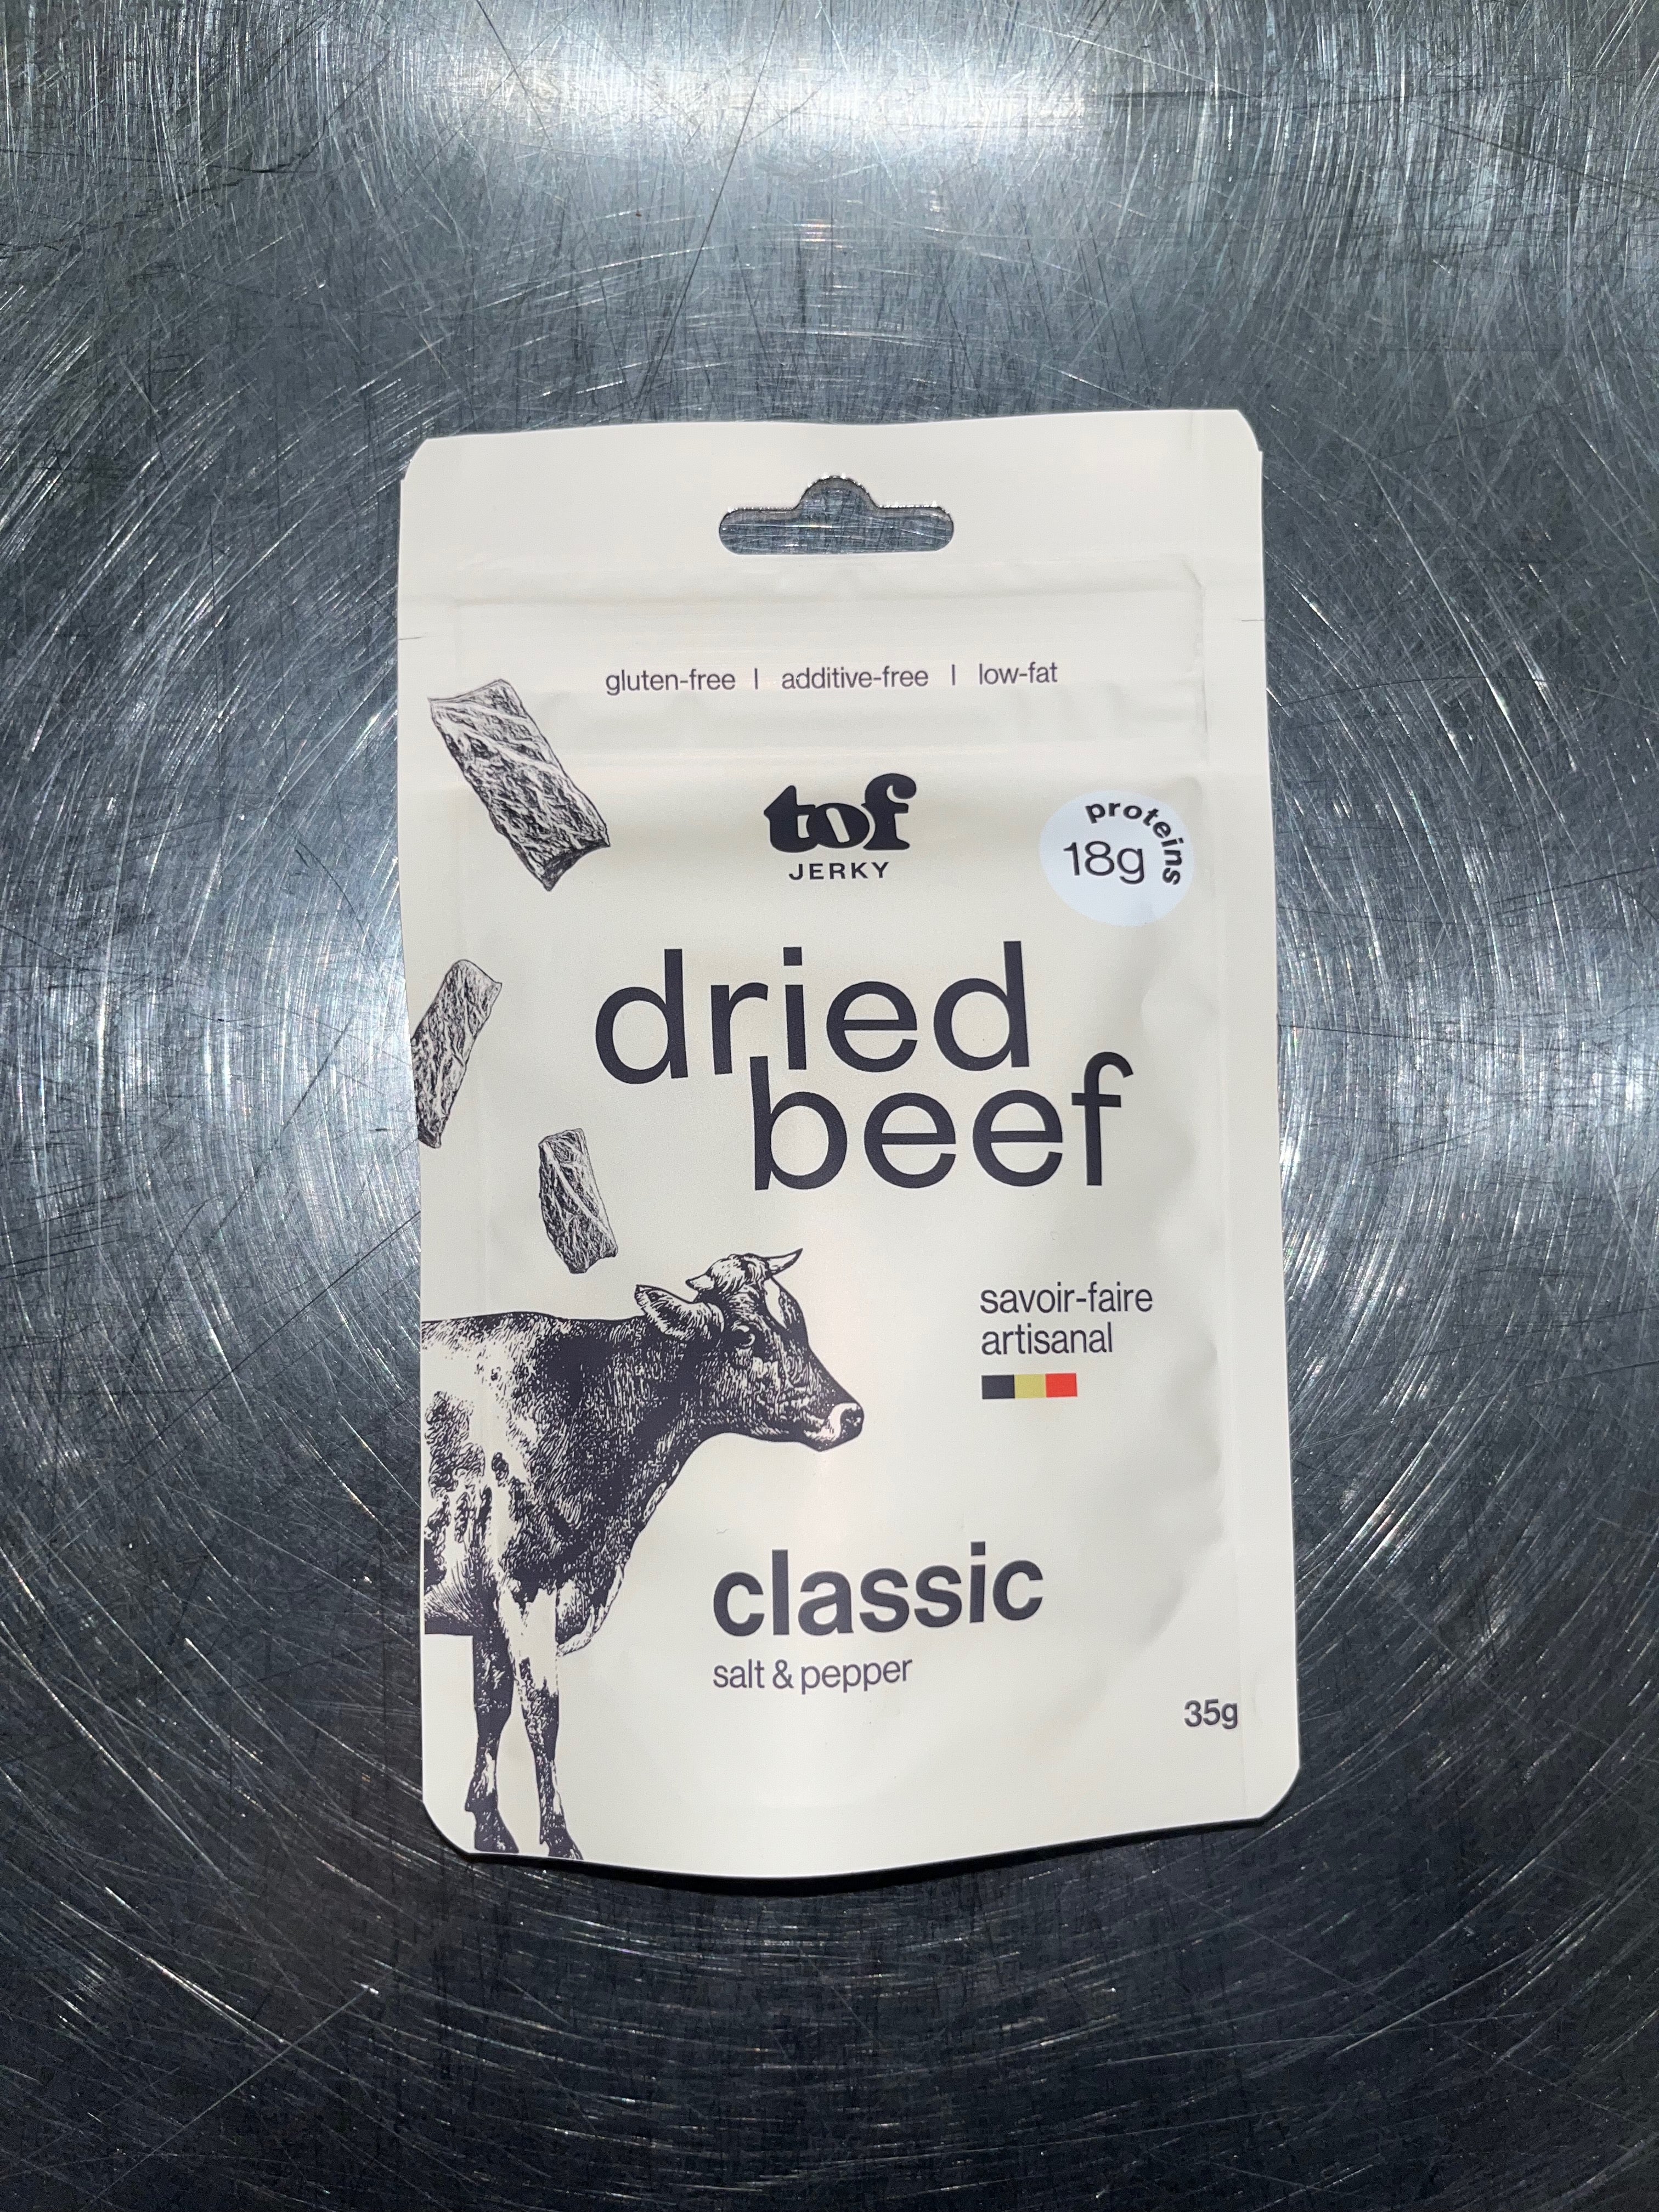 gluten-free | additive-free | low-fat
tof
JERKY
proteins
18g
dried
beef
savoir-faire
artisanal
classic
salt & pepper
35g